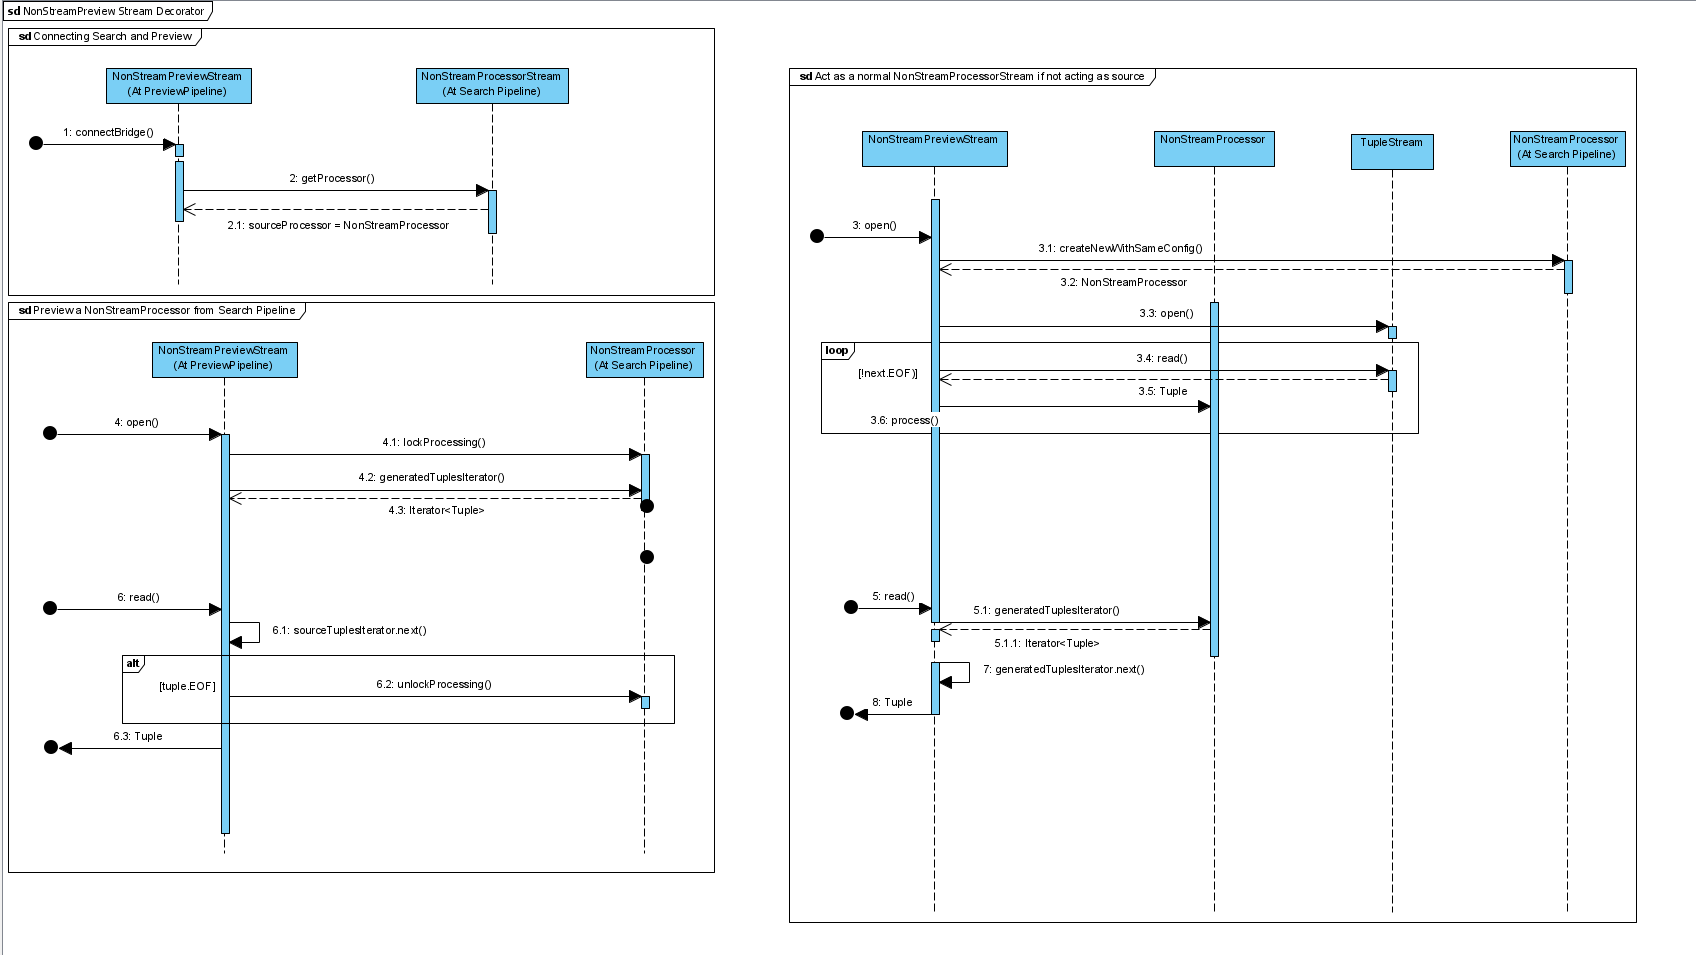 sd NonStreamPreview Stream Decorator
sd Connecting Search and Preview
NonStreamPreviewStream
(At PreviewPipeline)
NonStreamProcessorStream
(At Search Pipeline)
1: connectBridge()
2: getProcessor()
2.1: sourceProcessor = NonStreamProcessor
sd Preview a NonStreamProcessor from Search Pipeline
NonStreamPreviewStream
(At PreviewPipeline)
NonStreamProcessor
(At Search Pipeline)
4: open()
4.1: lockProcessing()
4.2: generatedTuplesIterator()
4.3: Iterator<Tuple>
6: read()
6.1: sourceTuplesIterator.next()
alt
[tuple.EOF]
6.2: unlockProcessing()
6.3: Tuple
sd Act as a normal NonStreamProcessorStream if not acting as source
NonStreamPreviewStream
NonStreamProcessor
TupleStream
NonStreamProcessor
(At Search Pipeline)
3: open()
3.1: createNewWithSameConfig()
3.2: NonStreamProcessor
3.3: open()
loop
[!next.EOF)]
3.4: read()
3.5: Tuple
3.6: process()
5: read()
5.1: generatedTuplesIterator()
5.1.1: Iterator<Tuple>
7: generatedTuplesIterator.next()
8: Tuple